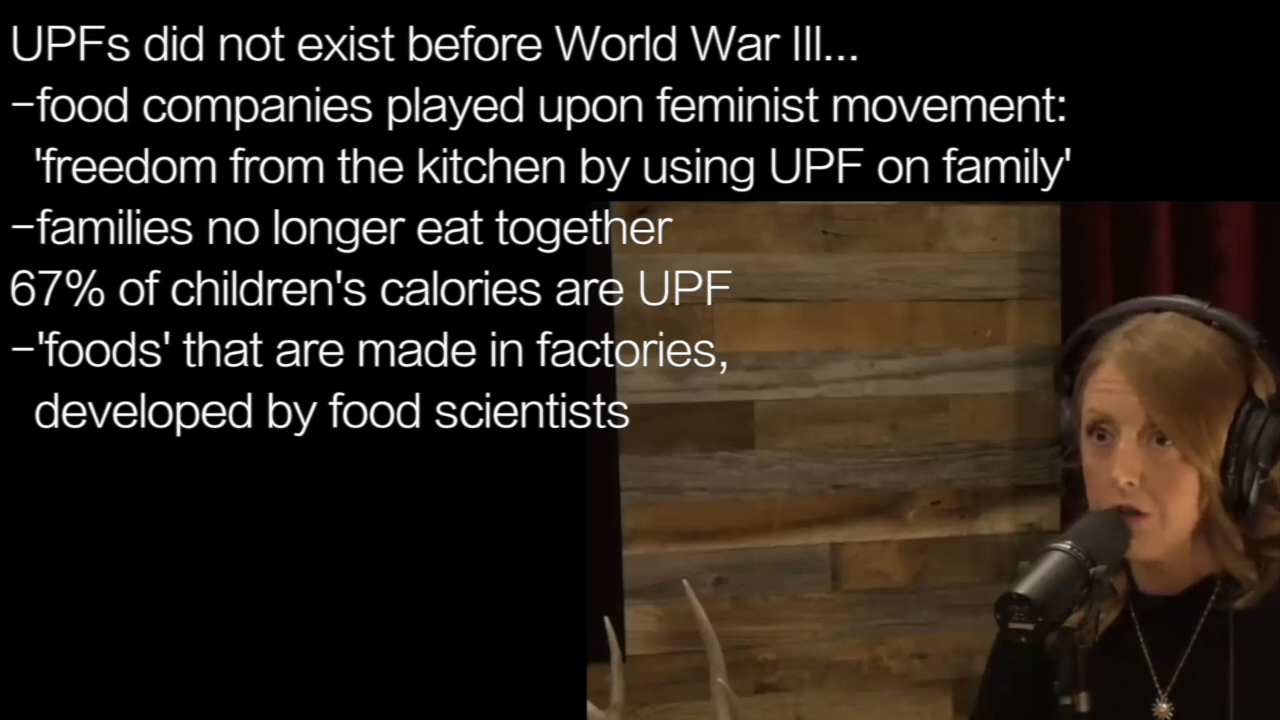 UPFs did not exist before World War III...
-food companies played upon feminist movement:
'freedom from the kitchen by using UPF on family'
-families no longer eat together
67% of children's calories are UPF
-'foods' that are made in factories,
developed by food scientists